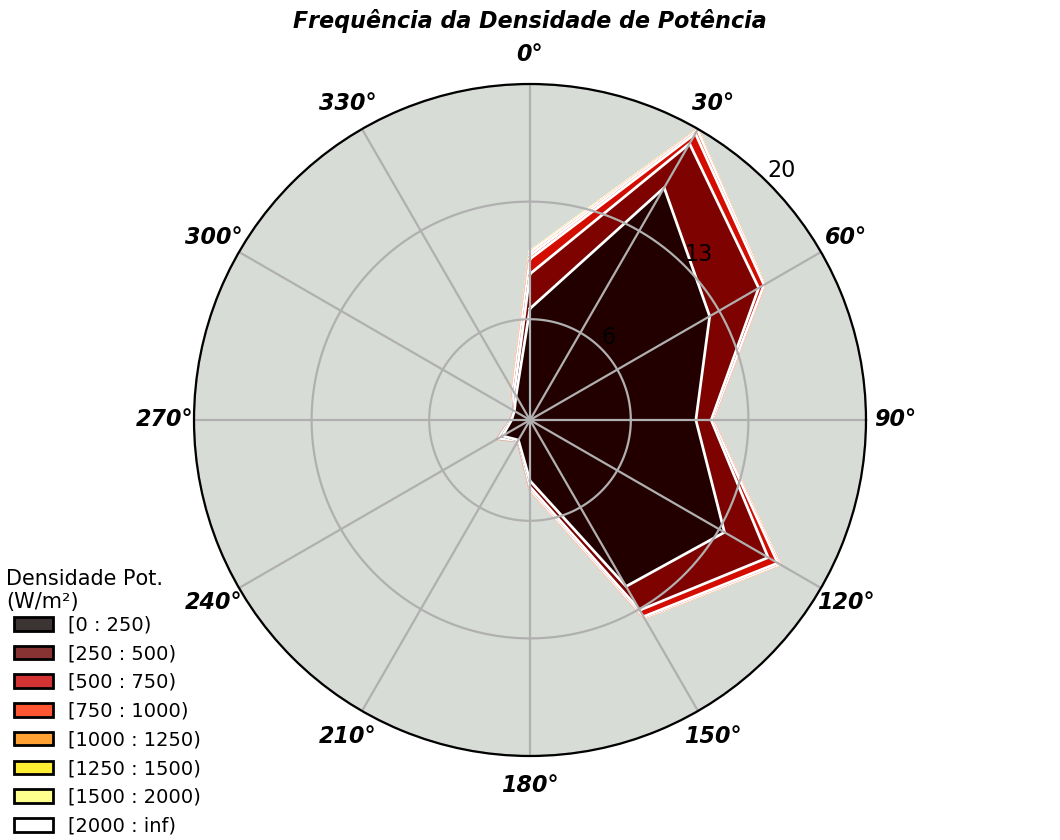 Frequência da Densidade de Potência
0°
330°
30°
20
300°
60°
13
6
270°
90°
240°
120°
210°
150°
180°
Densidade Pot.
(W/m²)
[0 : 250)
[250 : 500)
[500 : 750)
[750 : 1000)
[1000 : 1250)
[1250 : 1500)
[1500 : 2000)
[2000 : inf)